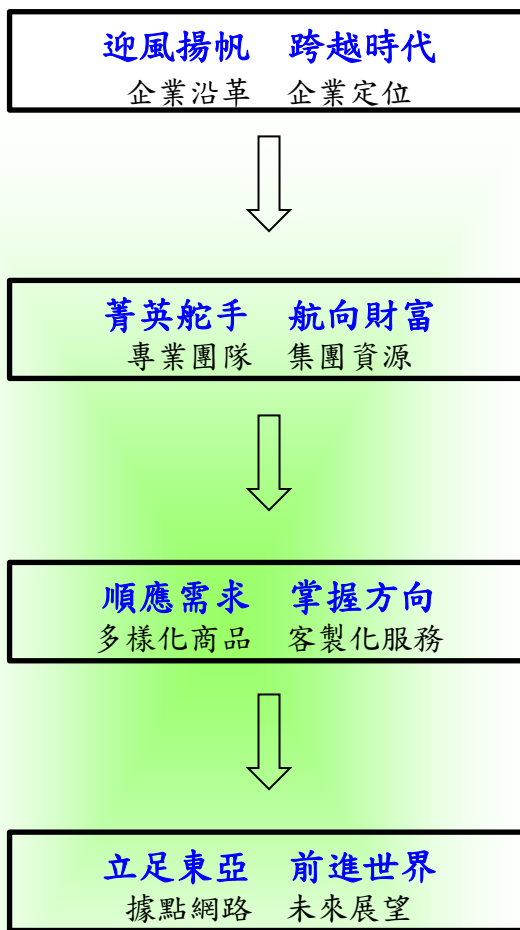 迎風揚帆　跨越時代
企業沿革　企業定位
菁英舵手　航向財富
專業團隊　集團資源
順應需求　掌握方向
多樣化商品　客製化服務
立足東亞　前進世界
據點網路　未來展望